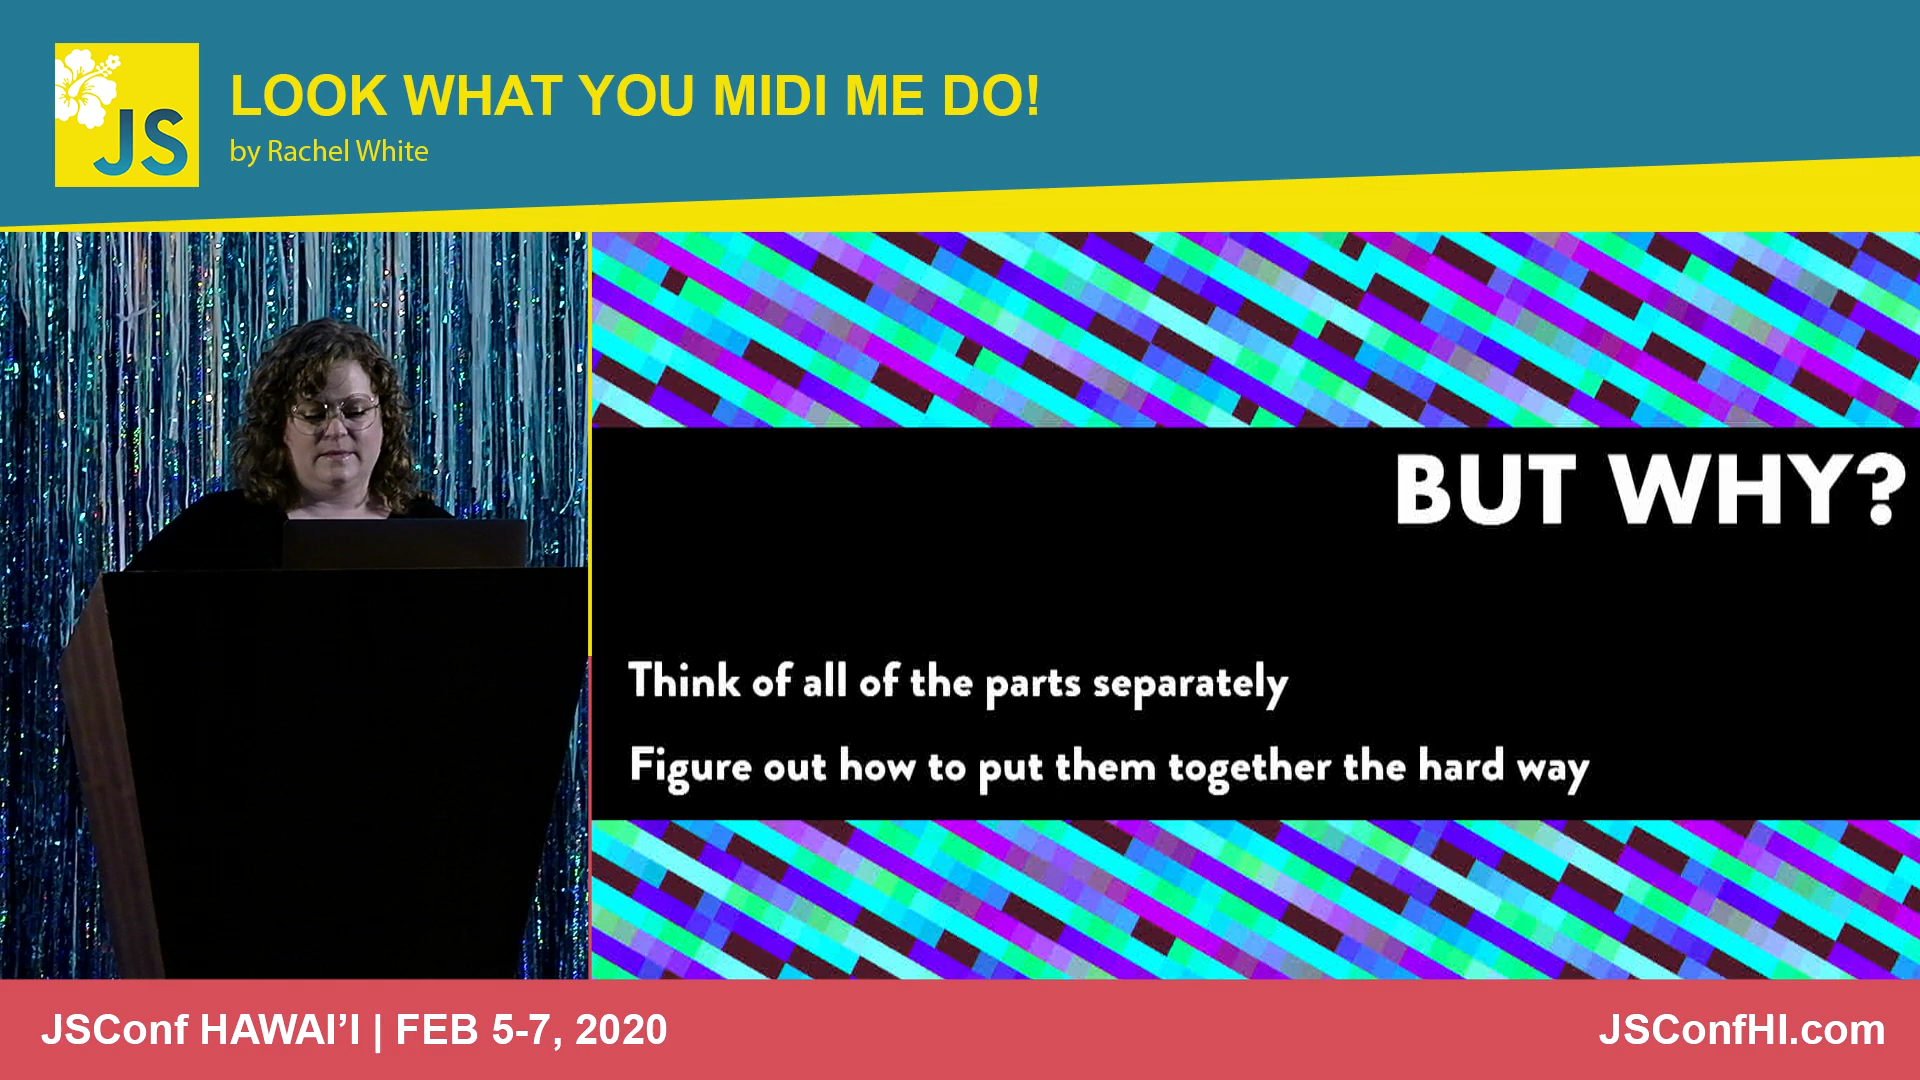 JS
LOOK WHAT YOU MIDI ME DO!
by Rachel White
BUT WHY?
Think of all of the parts separately
Figure out how to put them together the hard way
JSConf HAWAI’I | FEB 5-7, 2020
JSConfHI.com